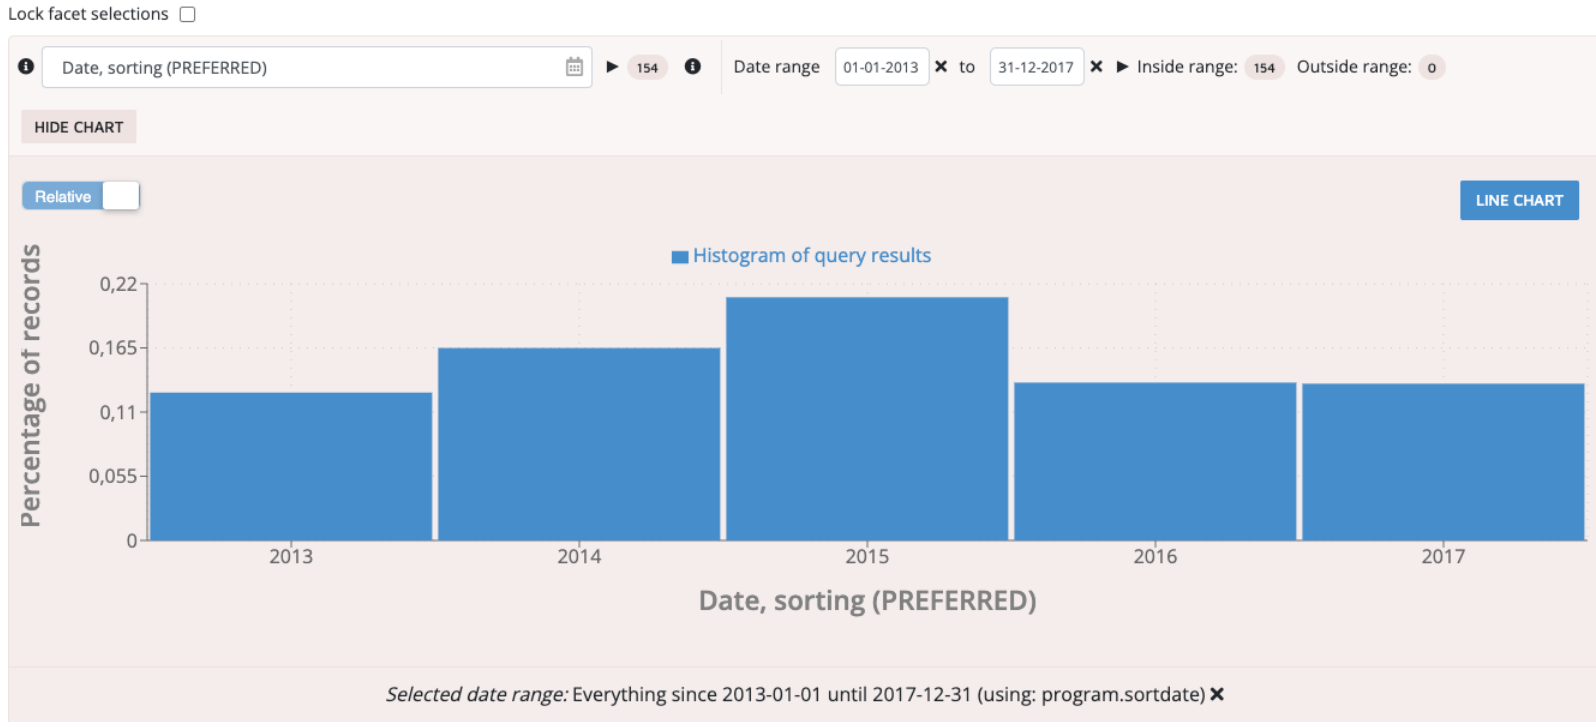 Lock facet selections
Date, sorting (PREFERRED) 154 Date range 01-01-2013 to 31-12-2017 Inside range: 154 Outside range: 0
HIDE CHART
Relative
LINE CHART
Histogram of query results
Percentage of records
0,22
0,165
0,11
0,055
0
2013 2014 2015 2016 2017
Date, sorting (PREFERRED)
Selected date range: Everything since 2013-01-01 until 2017-12-31 (using: program.sortdate)